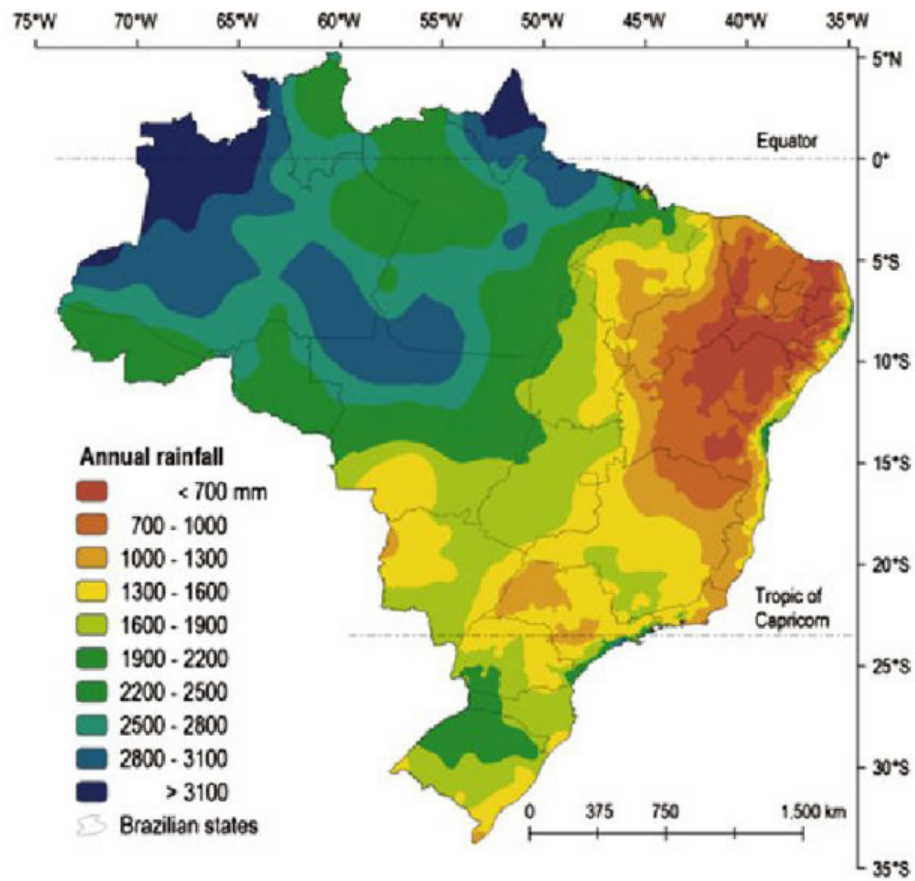 75°W 70°W 65°W 60°W 55°W 50°W 45°W 40°W 35°W
5°N
Equator
0°
5°S
10°S
15°S
20°S
Tropic of
Capricorn
25°S
30°S
35°S
Annual rainfall
< 700 mm
700 - 1000
1000 - 1300
1300 - 1600
1600 - 1900
1900 - 2200
2200 - 2500
2500 - 2800
2800 - 3100
> 3100
Brazilian states
0 375 750 1.500 km